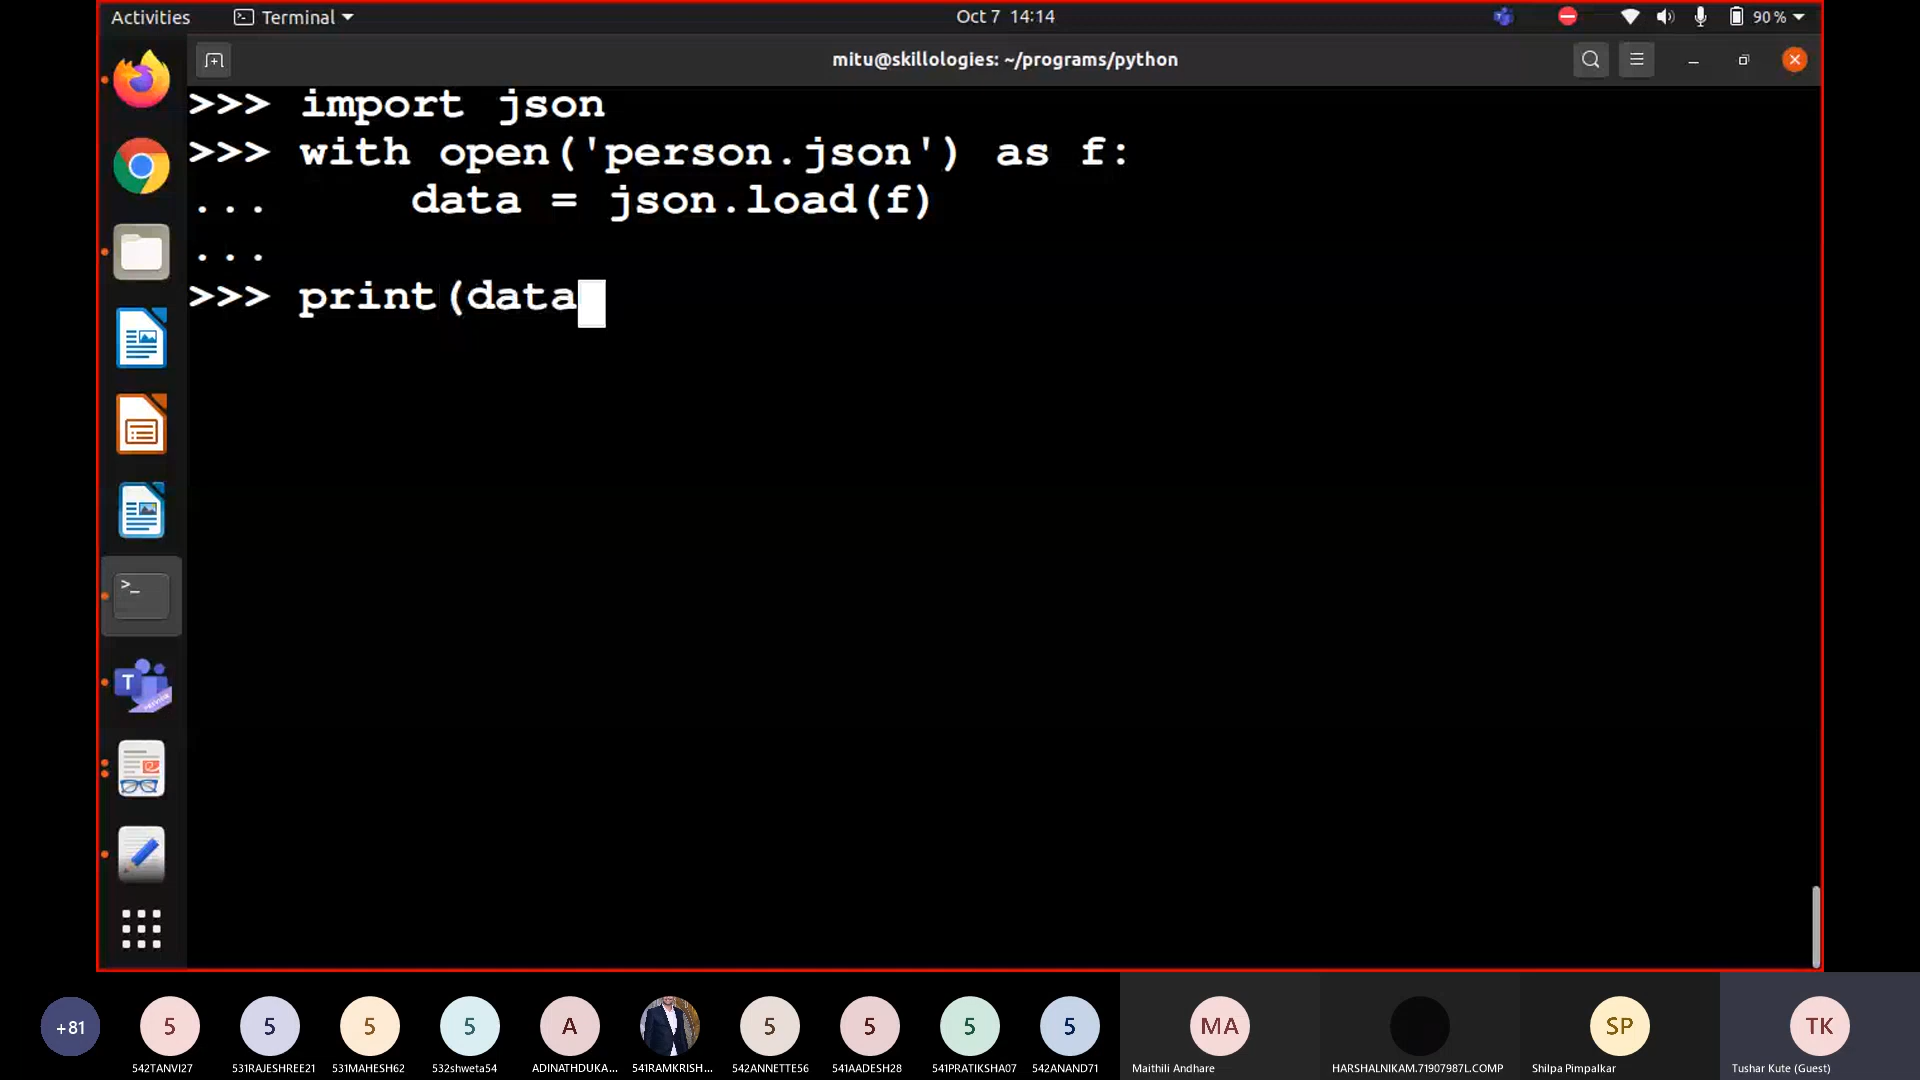 Activities Terminal Oct 7 14:14 90 %
mitu@skillologies: ~/programs/python
>>> import json
>>> with open('person.json') as f:
...     data = json.load(f)
...
>>> print(data
>_
T
+81 5 5 5 5 A 5 5 5 5 MA SP TK
542TANVI27 531RAJESHREE21 531MAHESH62 532shweta54 ADINATHDUKA... 541RAMKRISH... 542ANNETTE56 541AADESH28 541PRATIKSHA07 542ANAND71 Maithili Andhare HARSHALNIKAM.71907987L.COMP Shilpa Pimpalkar Tushar Kute (Guest)